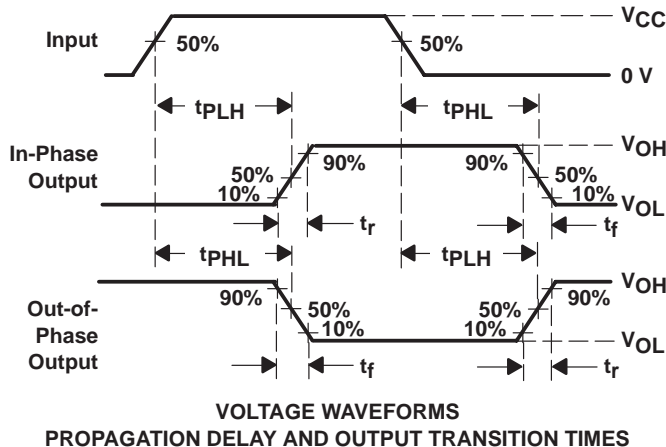 VCC
Input
50%
50%
0 V
tPLH
tPHL
In-Phase
Output
VOH
50%
10%
90%
90%
50%
10%
VOL
tr
tf
tPHL
tPLH
Out-of-
Phase
Output
90%
50%
10%
VOH
90%
50%
10%
VOL
tf
tr
VOLTAGE WAVEFORMS
PROPAGATION DELAY AND OUTPUT TRANSITION TIMES